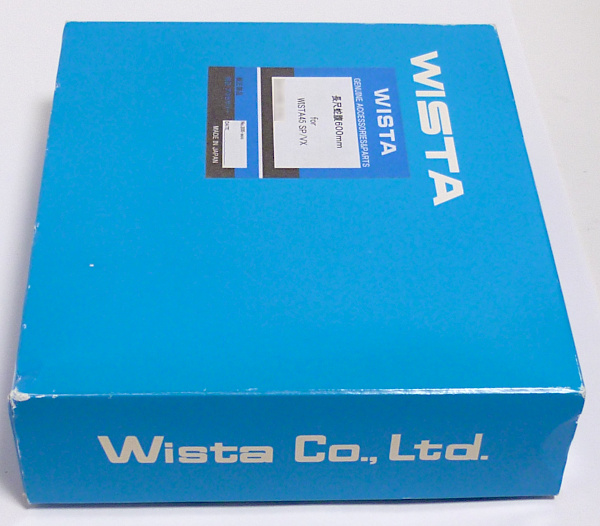 WISTA
WISTA
GENUINE ACCESSORIES&PARTS
長尺蛇腹600mm
for
WISTA45 SP/VX
DATE
MADE IN JAPAN
Wista Co., Ltd.